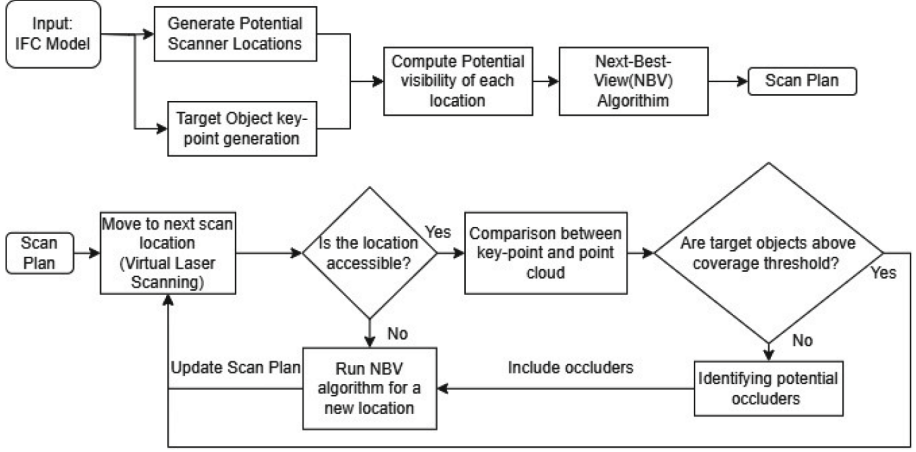 Input:
IFC Model
Generate Potential
Scanner Locations
Target Object key-
point generation
Compute Potential
visibility of each
location
Next-Best-
View(NBV)
Algorithim
Scan Plan
Scan
Plan
Move to next scan
location
(Virtual Laser
Scanning)
Is the location
accessible?
Yes
Comparison between
key-point and point
cloud
Are target objects above
coverage threshold?
Yes
No
No
Update Scan Plan
Run NBV
algorithm for a
new location
Include occluders
Identifying potential
occluders